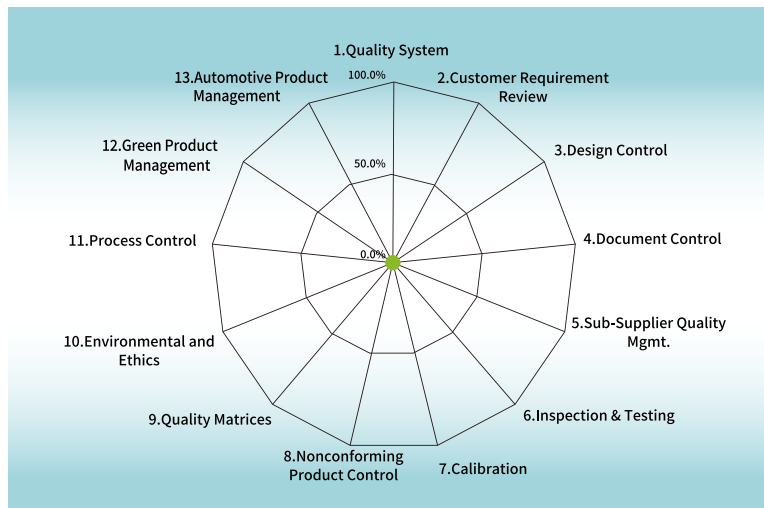 1.Quality System
100.0%
2.Customer Requirement
Review
3.Design Control
4.Document Control
5.Sub-Supplier Quality
Mgmt.
6.Inspection & Testing
7.Calibration
8.Nonconforming
Product Control
9.Quality Matrices
10.Environmental and
Ethics
11.Process Control
12.Green Product
Management
13.Automotive Product
Management
50.0%
0.0%